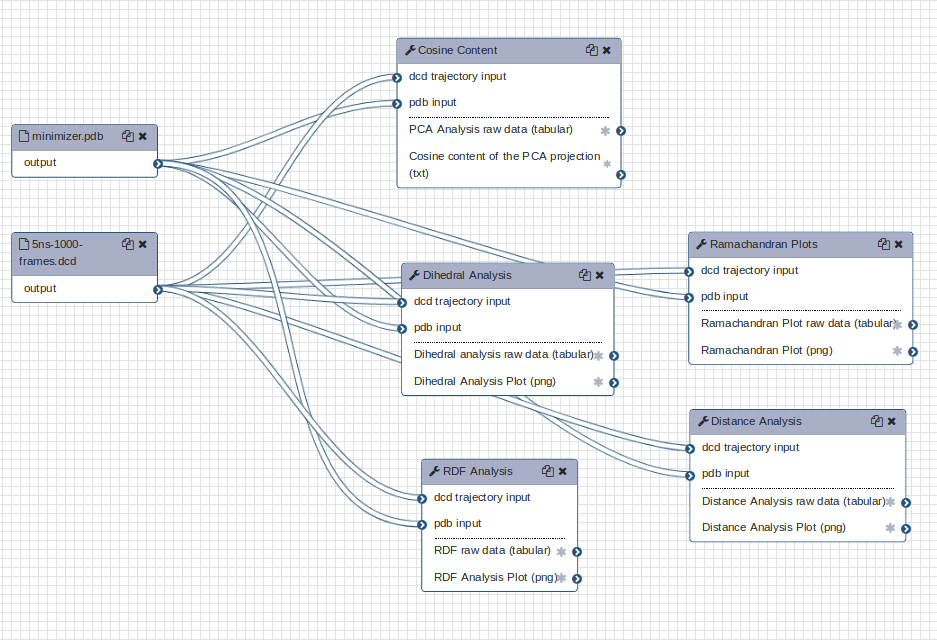 minimizer.pdb
output
5ns-1000-
frames.dcd
output
Cosine Content
dcd trajectory input
pdb input
PCA Analysis raw data (tabular)
Cosine content of the PCA projection
(txt)
Dihedral Analysis
dcd trajectory input
pdb input
Dihedral analysis raw data (tabular)
Dihedral Analysis Plot (png)
RDF Analysis
dcd trajectory input
pdb input
RDF raw data (tabular)
RDF Analysis Plot (png)
Ramachandran Plots
dcd trajectory input
pdb input
Ramachandran Plot raw data (tabular)
Ramachandran Plot (png)
Distance Analysis
dcd trajectory input
pdb input
Distance Analysis raw data (tabular)
Distance Analysis Plot (png)